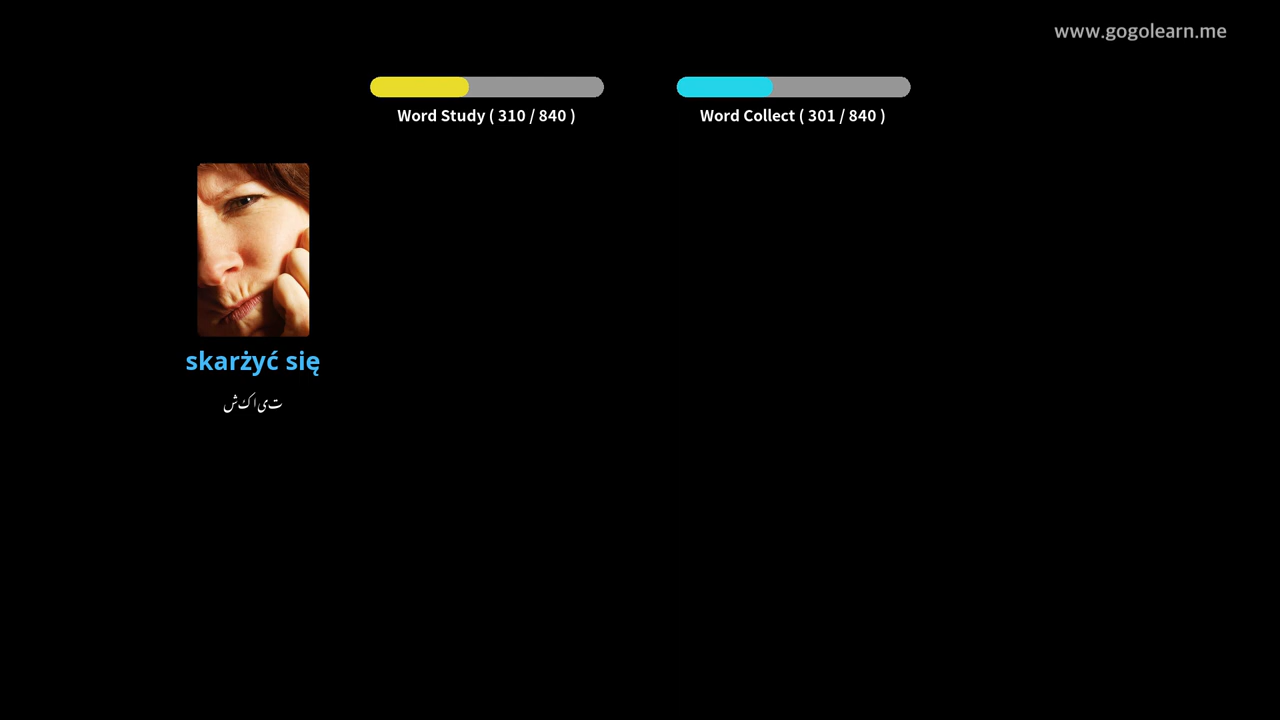 www.gogolearn.me
Word Study ( 310 / 840 )
Word Collect ( 301 / 840 )
skarżyć się
شکایت